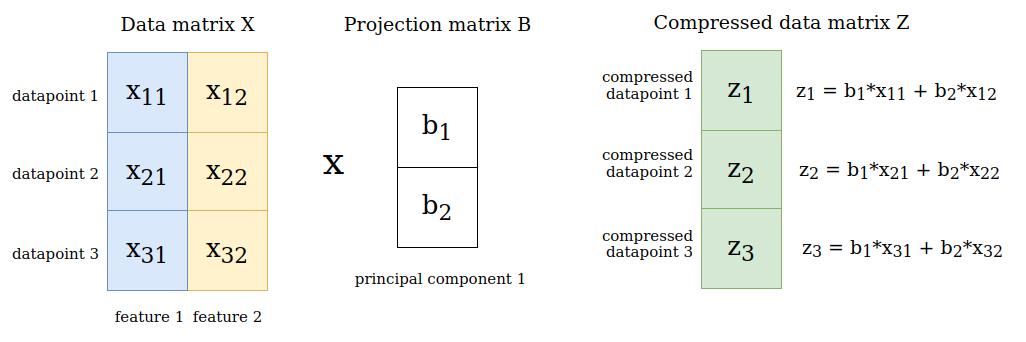 Data matrix X
Projection matrix B
Compressed data matrix Z
datapoint 1
x11
x12
datapoint 2
x21
x22
datapoint 3
x31
x32
feature 1
feature 2
x
b1
b2
principal component 1
compressed
datapoint 1
z1
z1 = b1*x11 + b2*x12
compressed
datapoint 2
z2
z2 = b1*x21 + b2*x22
compressed
datapoint 3
z3
z3 = b1*x31 + b2*x32